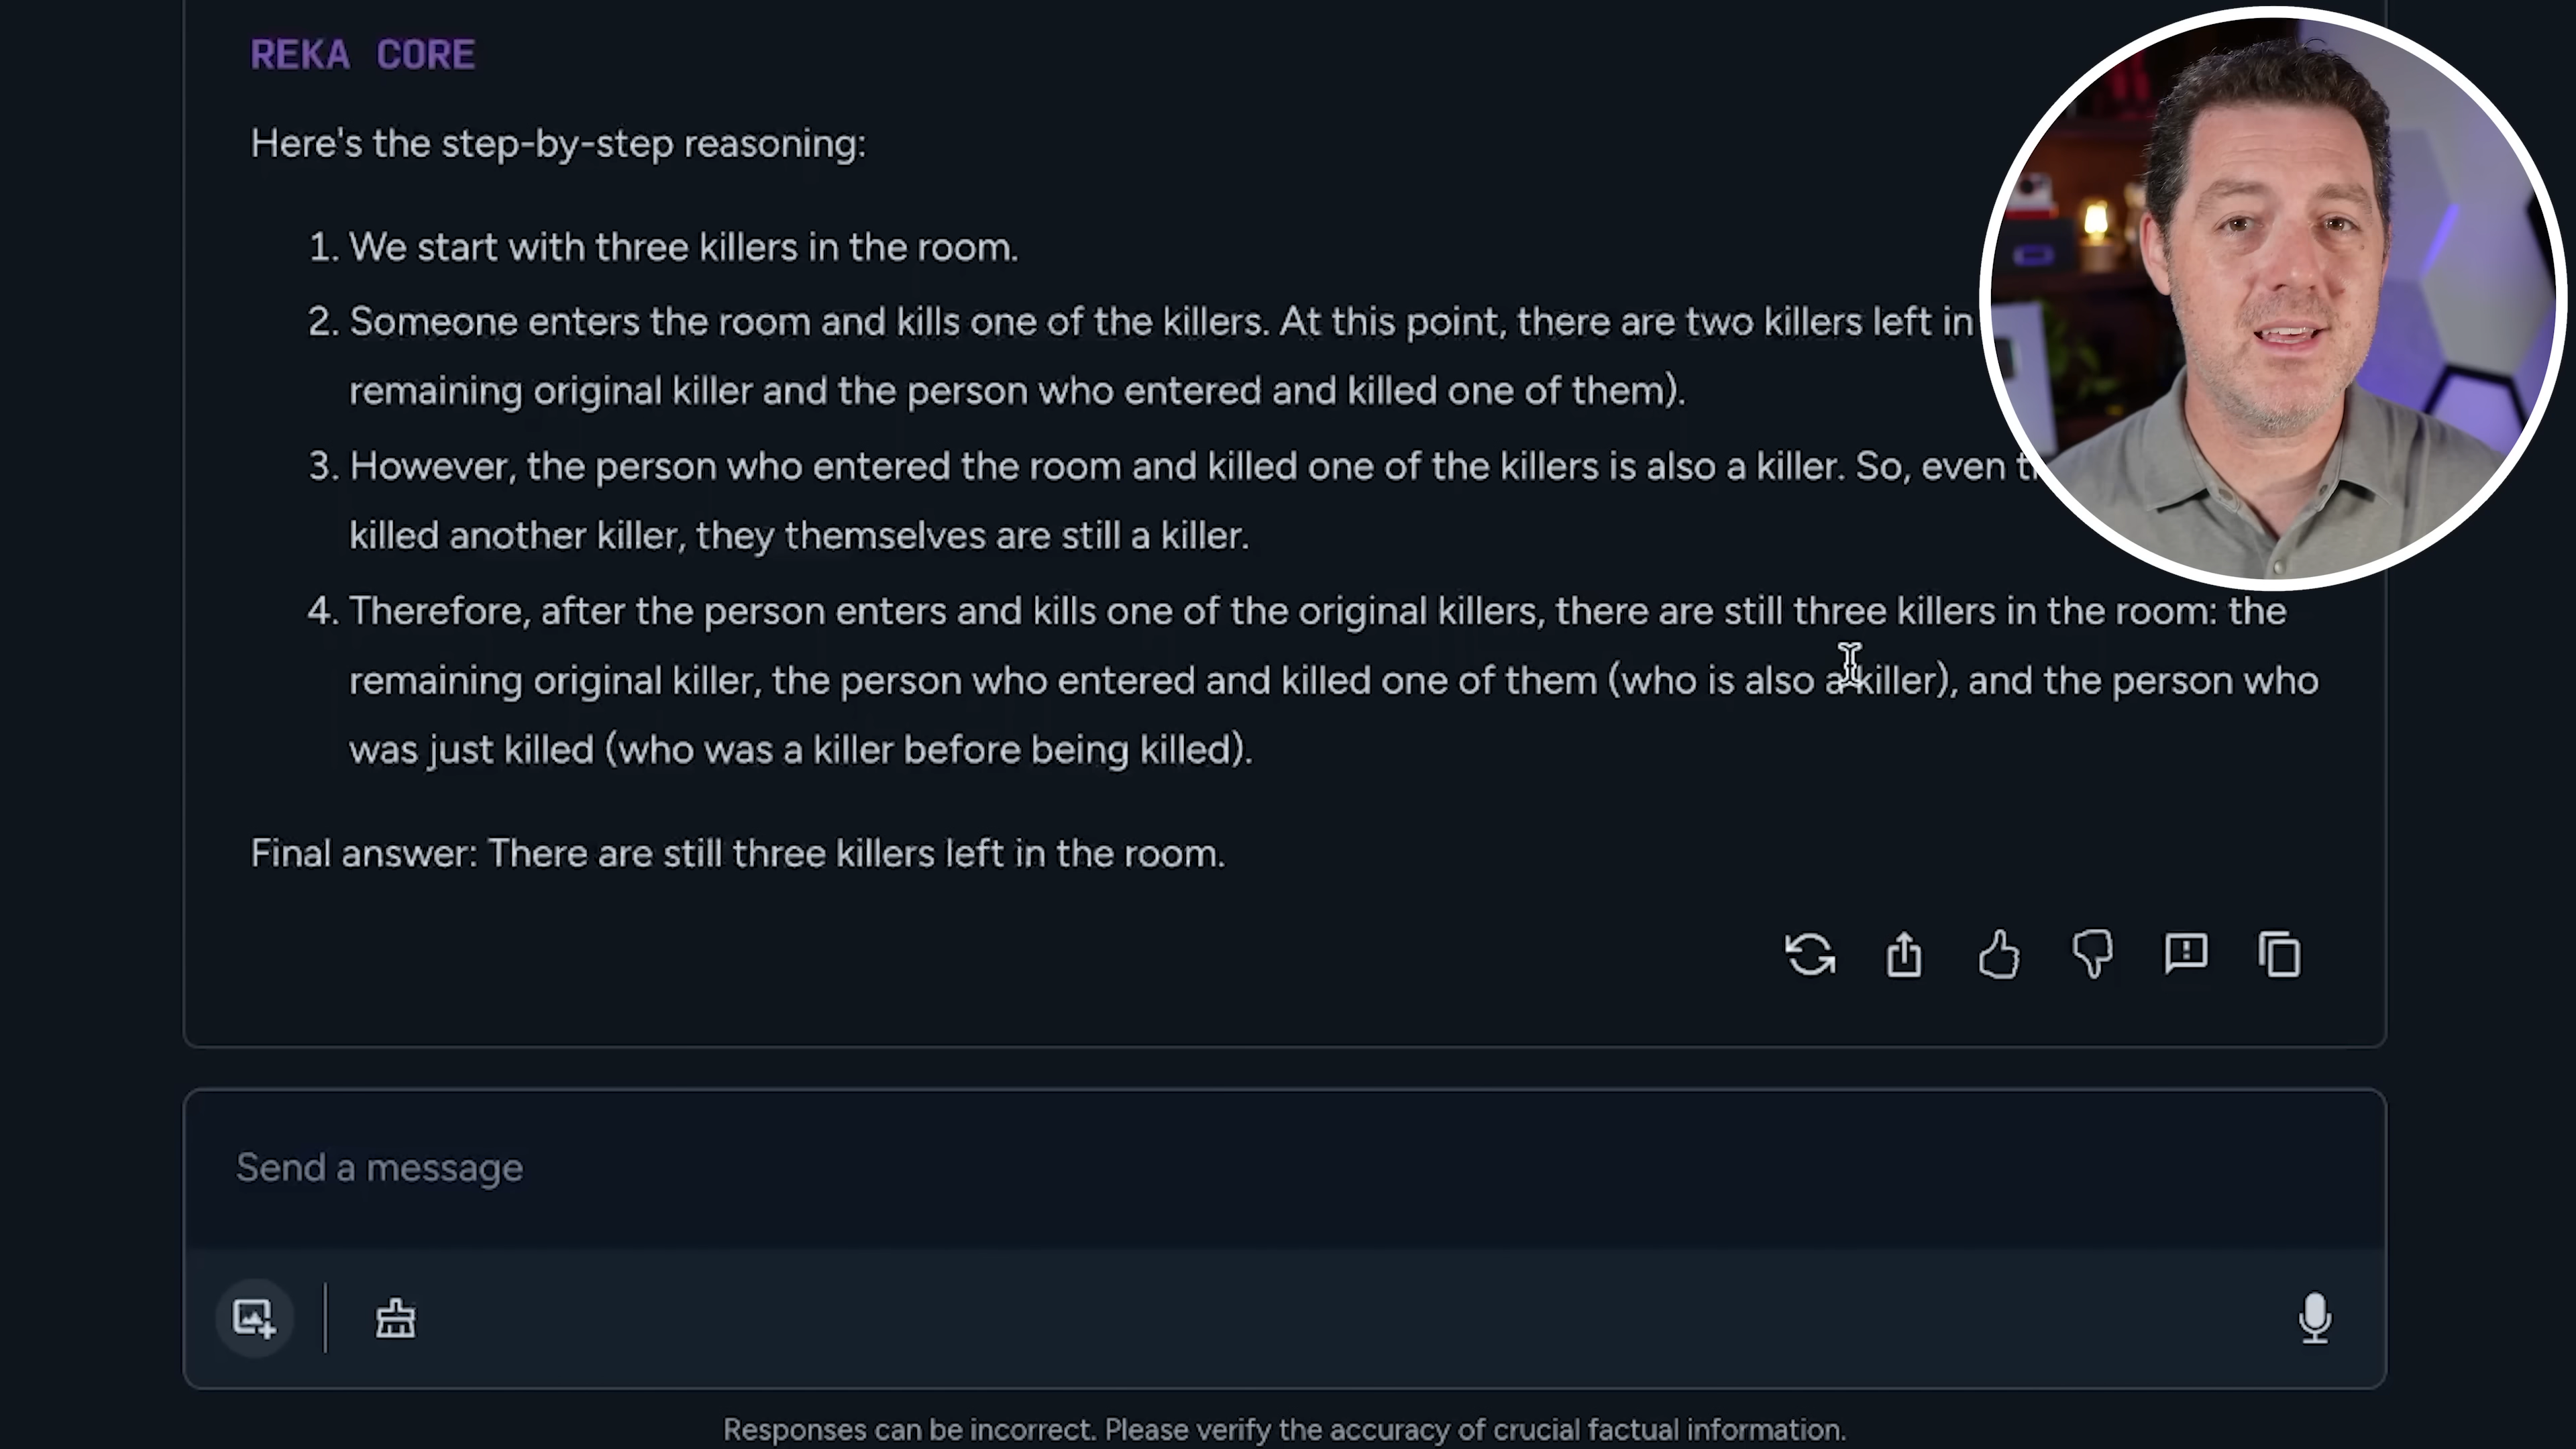 REKA CORE
Here's the step-by-step reasoning:
1. We start with three killers in the room.
2. Someone enters the room and kills one of the killers. At this point, there are two killers left in
remaining original killer and the person who entered and killed one of them).
3. However, the person who entered the room and killed one of the killers is also a killer. So, even
killed another killer, they themselves are still a killer.
4. Therefore, after the person enters and kills one of the original killers, there are still three killers in the room: the
remaining original killer, the person who entered and killed one of them (who is also a killer), and the person who
was just killed (who was a killer before being killed).
Final answer: There are still three killers left in the room.
Send a message
Responses can be incorrect. Please verify the accuracy of crucial factual information.